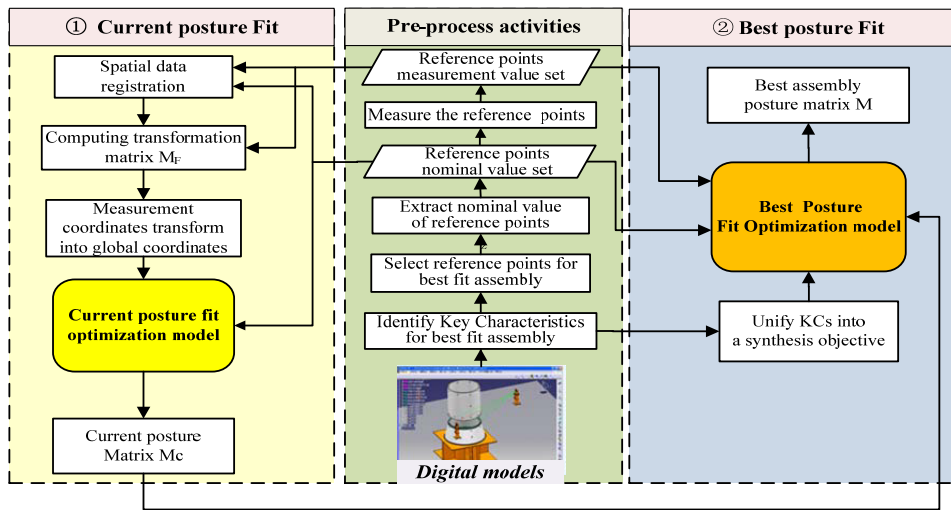 ① Current posture Fit
Spatial data
registration
Computing transformation
matrix MF
Measurement
coordinates transform
into global coordinates
Current posture fit
optimization model
Current posture
Matrix Mc
Pre-process activities
Reference points
measurement value set
Measure the reference points
Reference points
nominal value set
Extract nominal value
of reference points
Select reference points for
best fit assembly
Identify Key Characteristics
for best fit assembly
Digital models
② Best posture Fit
Best assembly
posture matrix M
Best Posture
Fit Optimization model
Unify KCs into
a synthesis objective